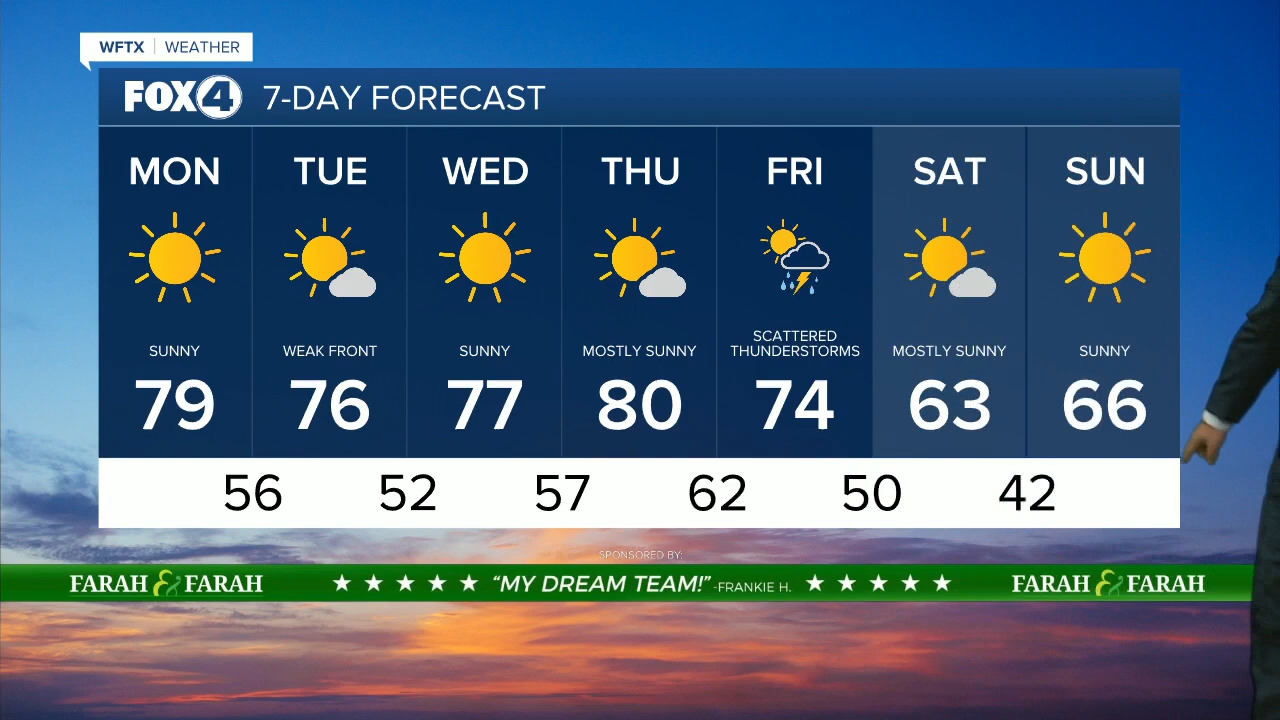 WFTX | WEATHER
FOX 4 7-DAY FORECAST
MON TUE WED THU FRI SAT SUN
SUNNY WEAK FRONT SUNNY MOSTLY SUNNY SCATTERED THUNDERSTORMS MOSTLY SUNNY SUNNY
79 76 77 80 74 63 66
56 52 57 62 50 42
SPONSORED BY:
FARAH & FARAH ★ ★ ★ ★ ★ “MY DREAM TEAM!” -FRANKIE H. ★ ★ ★ ★ ★ FARAH & FARAH